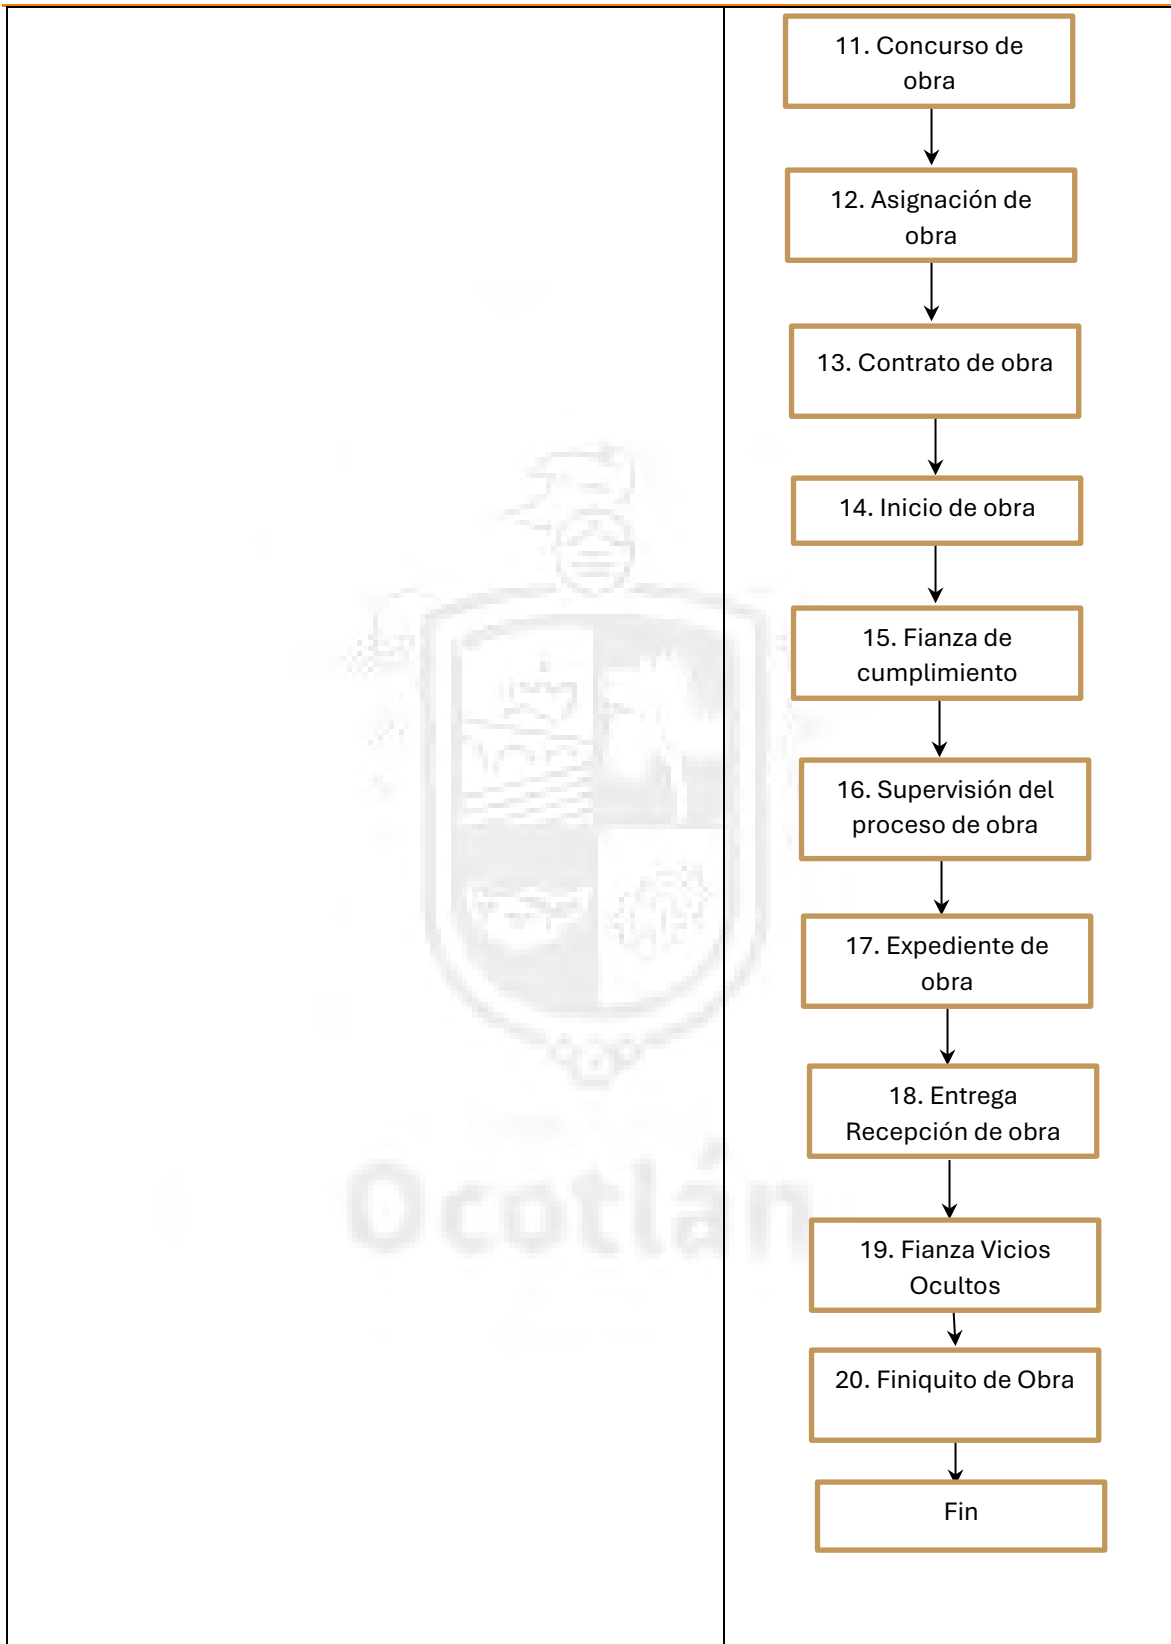 11. Concurso de
obra
12. Asignación de
obra
13. Contrato de obra
14. Inicio de obra
15. Fianza de
cumplimiento
16. Supervisión del
proceso de obra
17. Expediente de
obra
18. Entrega
Recepción de obra
Ocotlán
19. Fianza Vicios
Ocultos
20. Finiquito de Obra
Fin